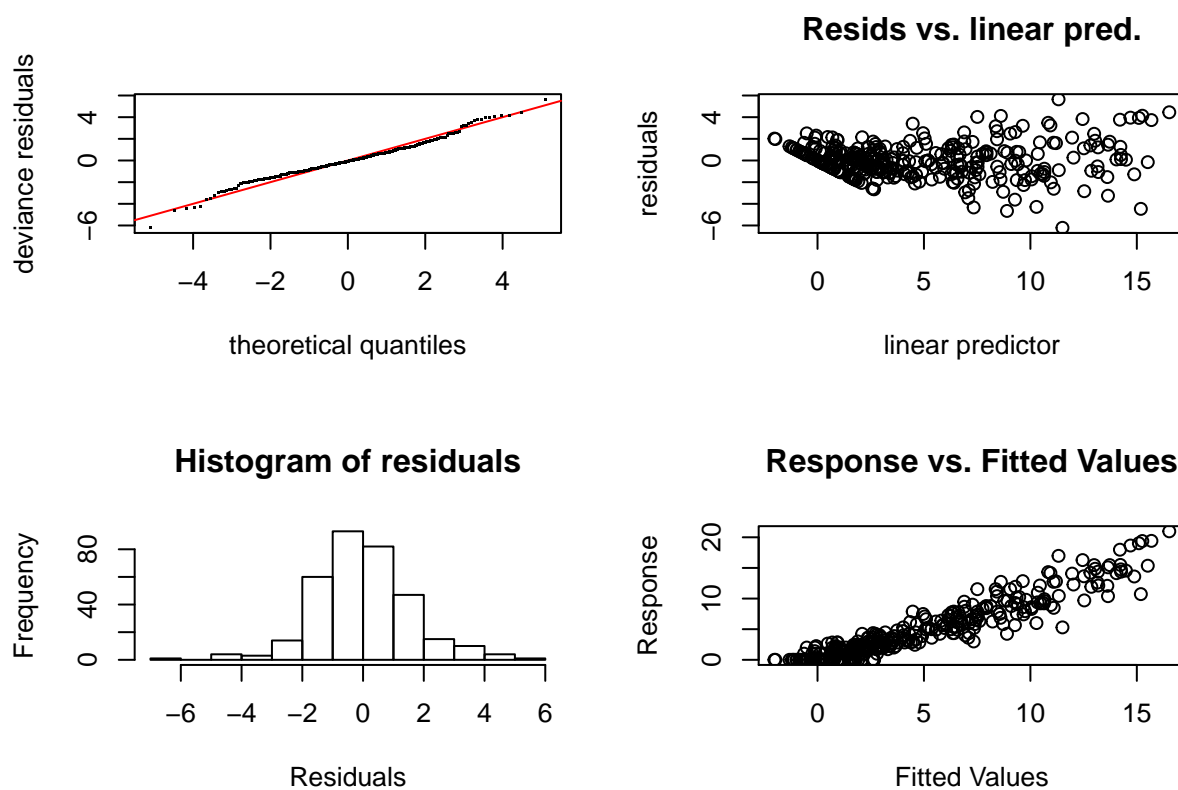 deviance residuals
4
0
−6
−4
−2
0
2
4
theoretical quantiles
Resids vs. linear pred.
residuals
4
0
−6
0
5
10
15
linear predictor
Histogram of residuals
Frequency
80
40
0
−6
−4
−2
0
2
4
6
Residuals
Response vs. Fitted Values
Response
20
10
0
0
5
10
15
Fitted Values